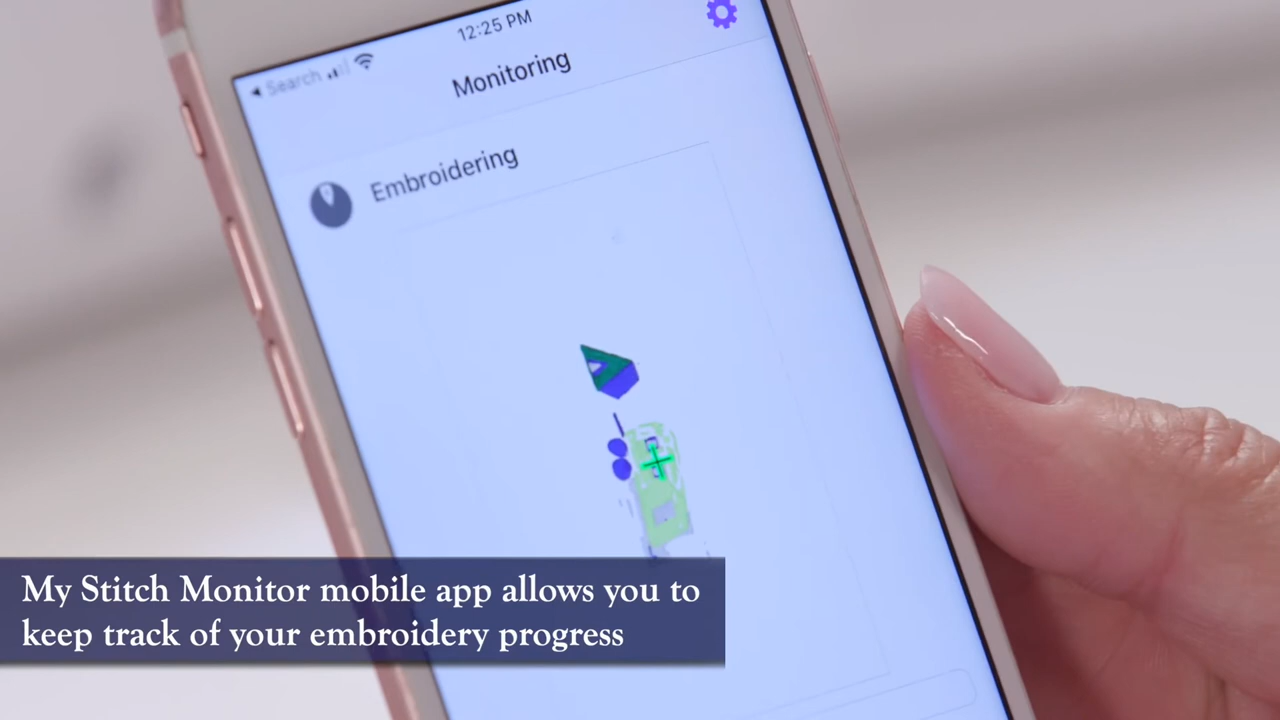 12:25 PM
Search
Monitoring
Embroidering
My Stitch Monitor mobile app allows you to
keep track of your embroidery progress